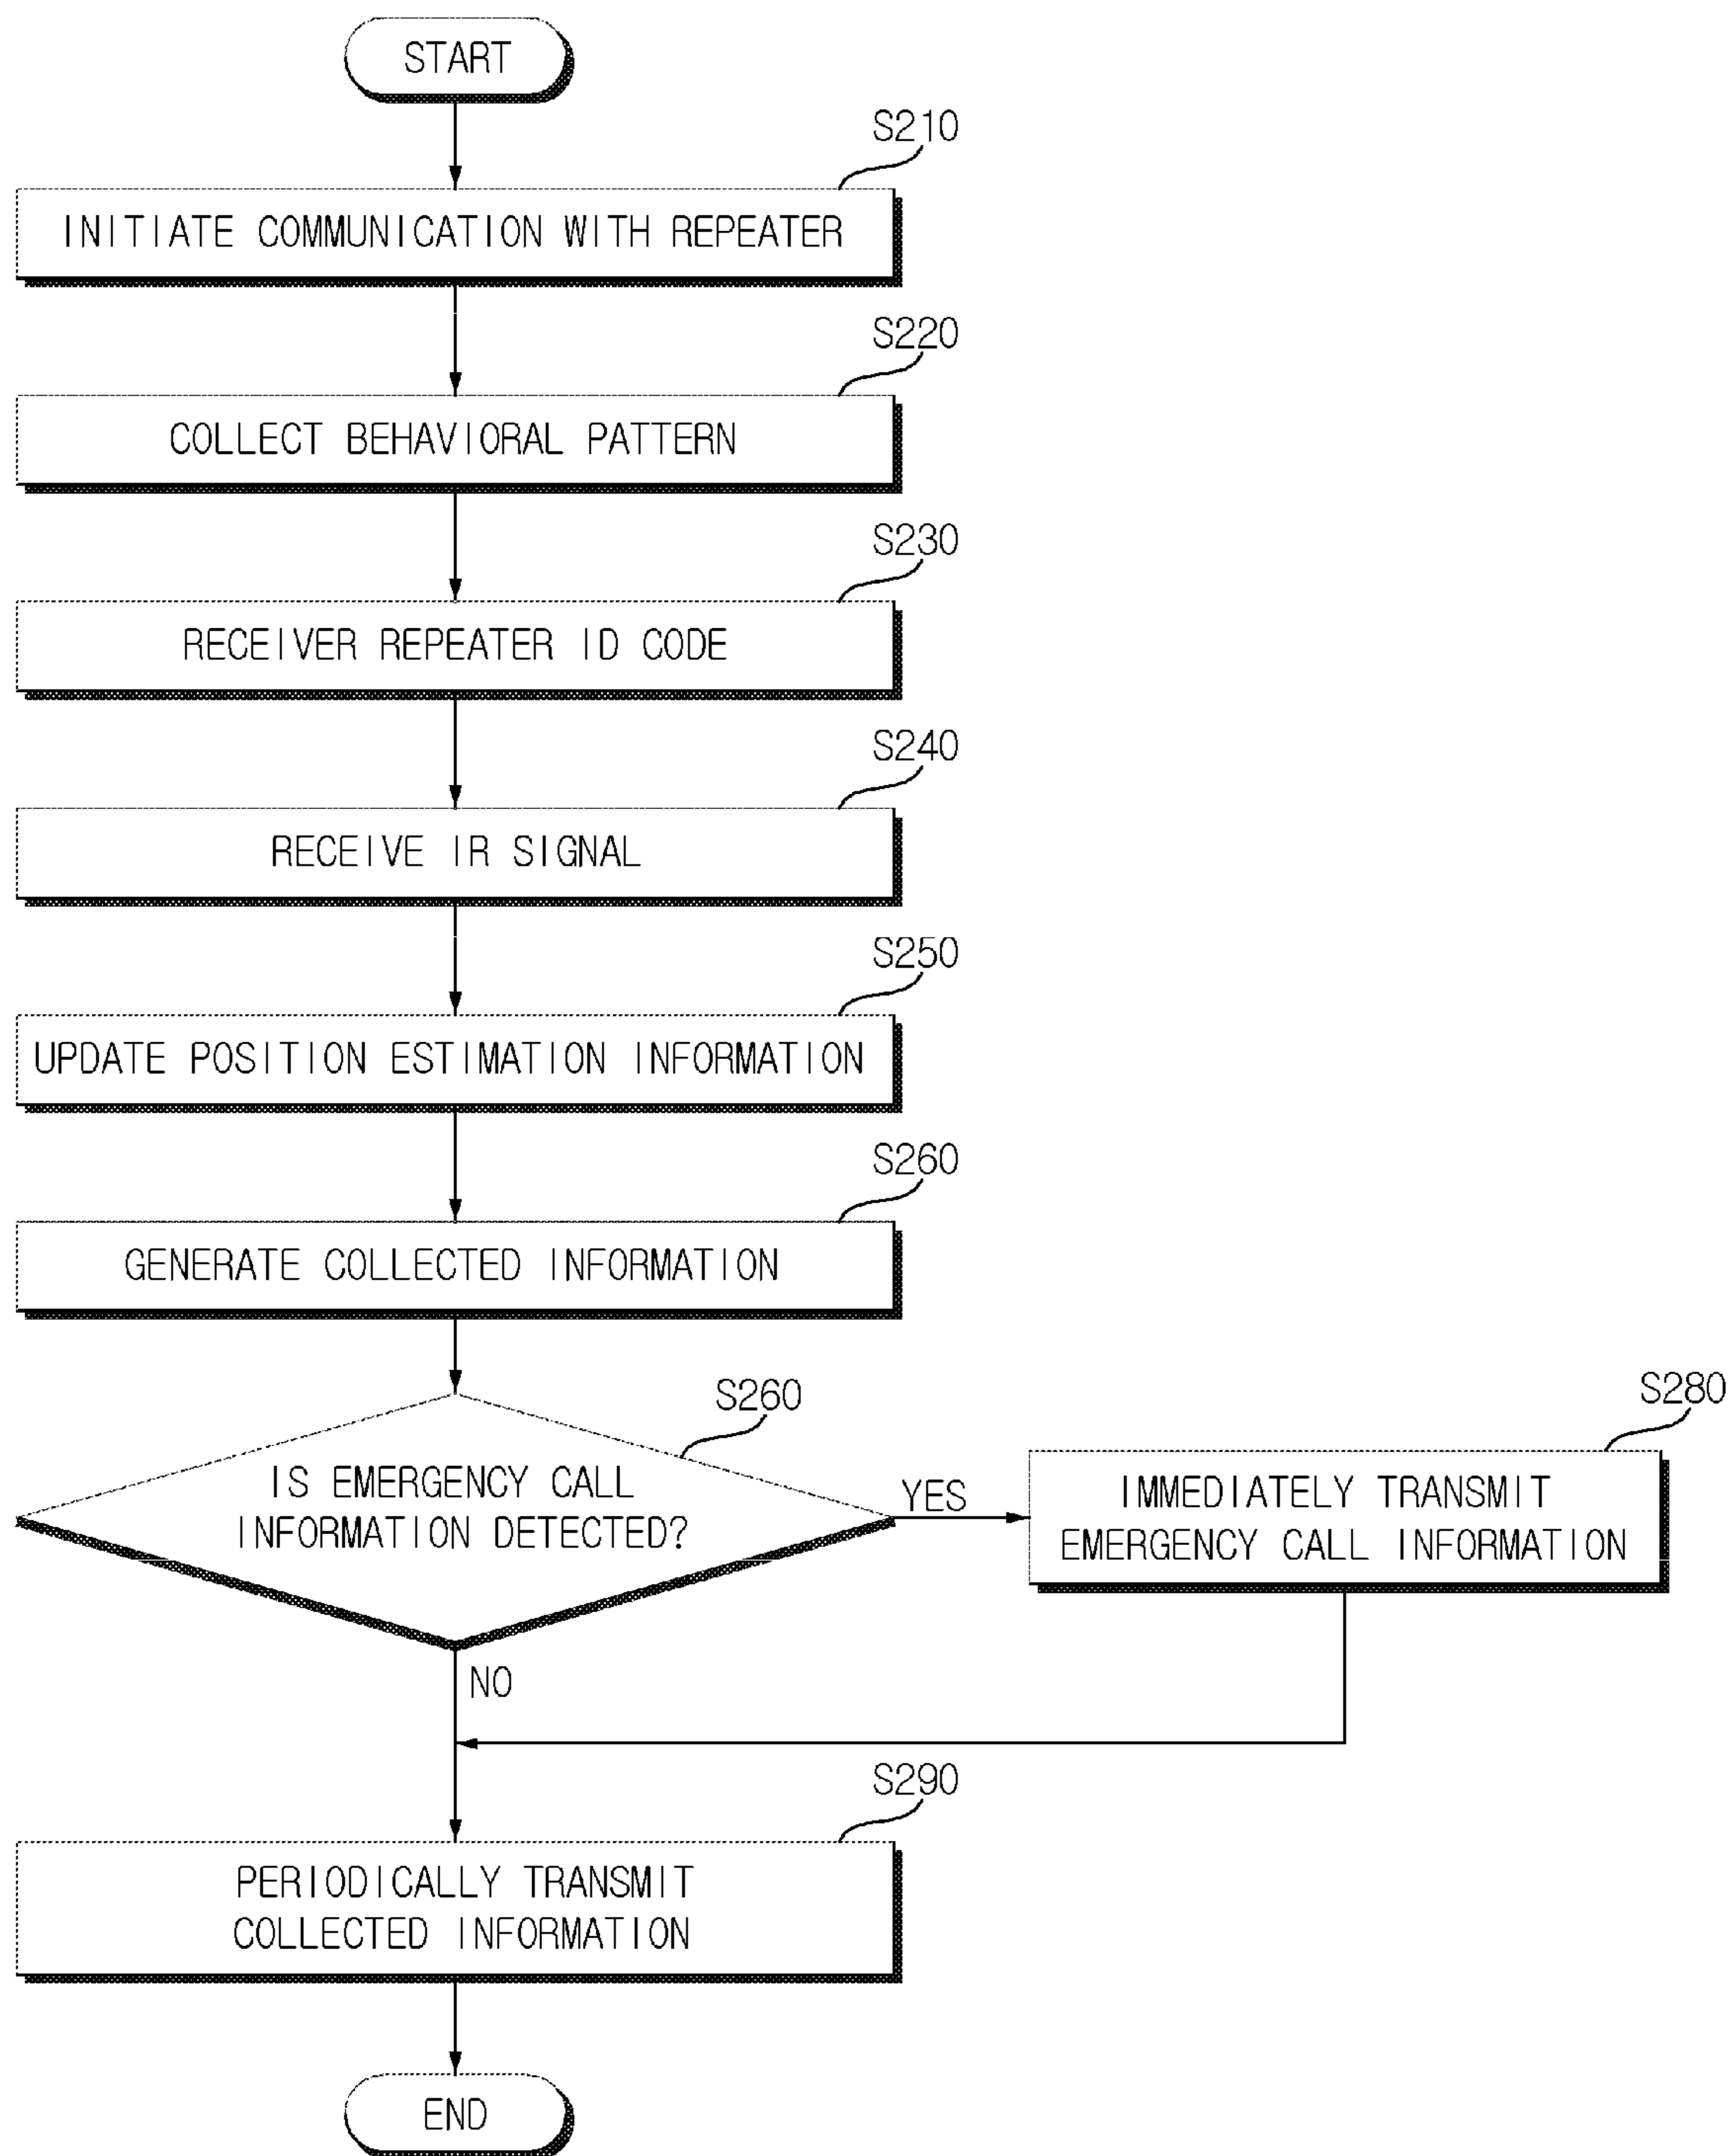 START
S210
INITIATE COMMUNICATION WITH REPEATER
S220
COLLECT BEHAVIORAL PATTERN
S230
RECEIVER REPEATER ID CODE
S240
RECEIVE IR SIGNAL
S250
UPDATE POSITION ESTIMATION INFORMATION
S260
GENERATE COLLECTED INFORMATION
S260
IS EMERGENCY CALL
INFORMATION DETECTED?
YES
S280
IMMEDIATELY TRANSMIT
EMERGENCY CALL INFORMATION
NO
S290
PERIODICALLY TRANSMIT
COLLECTED INFORMATION
END